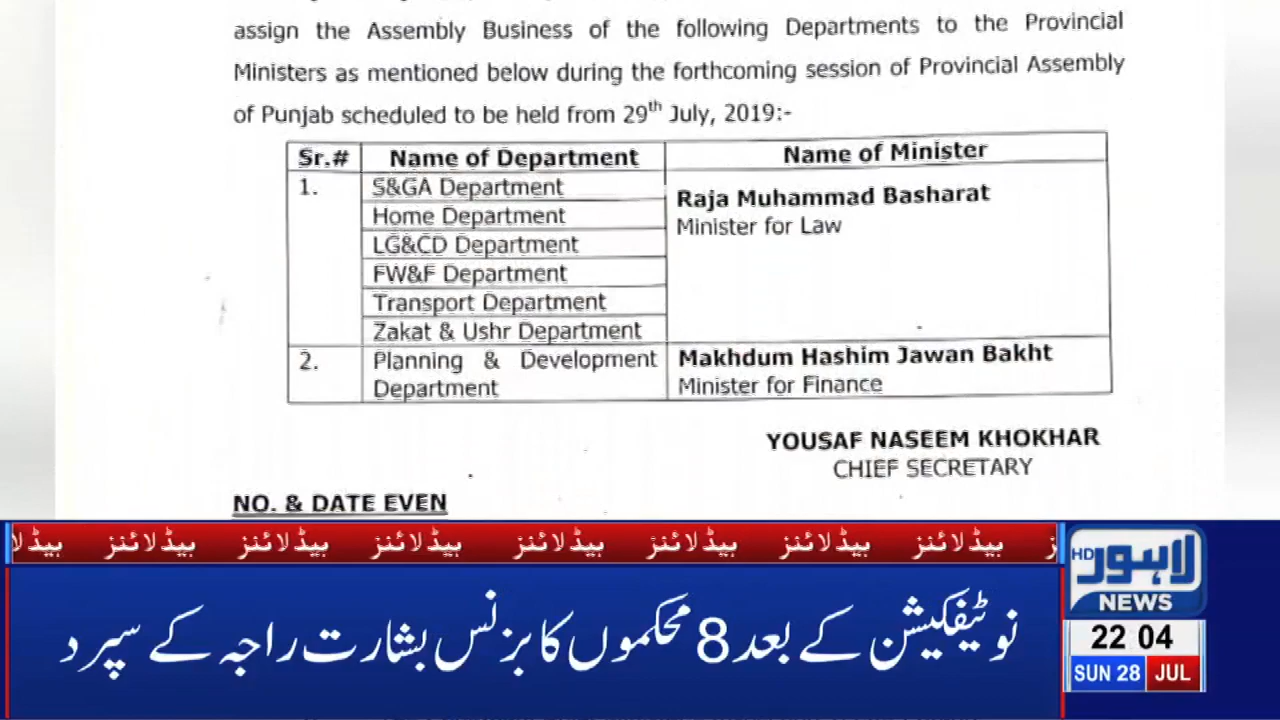 assign the Assembly Business of the following Departments to the Provincial
Ministers as mentioned below during the forthcoming session of Provincial Assembly
of Punjab scheduled to be held from 29th July, 2019:-
Sr.# Name of Department Name of Minister
1. S&GA Department Raja Muhammad Basharat
Home Department Minister for Law
LG&CD Department
FW&F Department
Transport Department
Zakat & Ushr Department
2. Planning & Development Makhdum Hashim Jawan Bakht
Department Minister for Finance
YOUSAF NASEEM KHOKHAR
CHIEF SECRETARY
NO. & DATE EVEN
ہیڈلائنز ہیڈلائنز ہیڈلائنز ہیڈلائنز ہیڈلائنز ہیڈلائنز ہیڈلائنز
نوٹیفکیشن کے بعد 8 محکموں کا بزنس بشارت راجہ کے سپرد
HD لاہور
NEWS
22 04
SUN 28 JUL